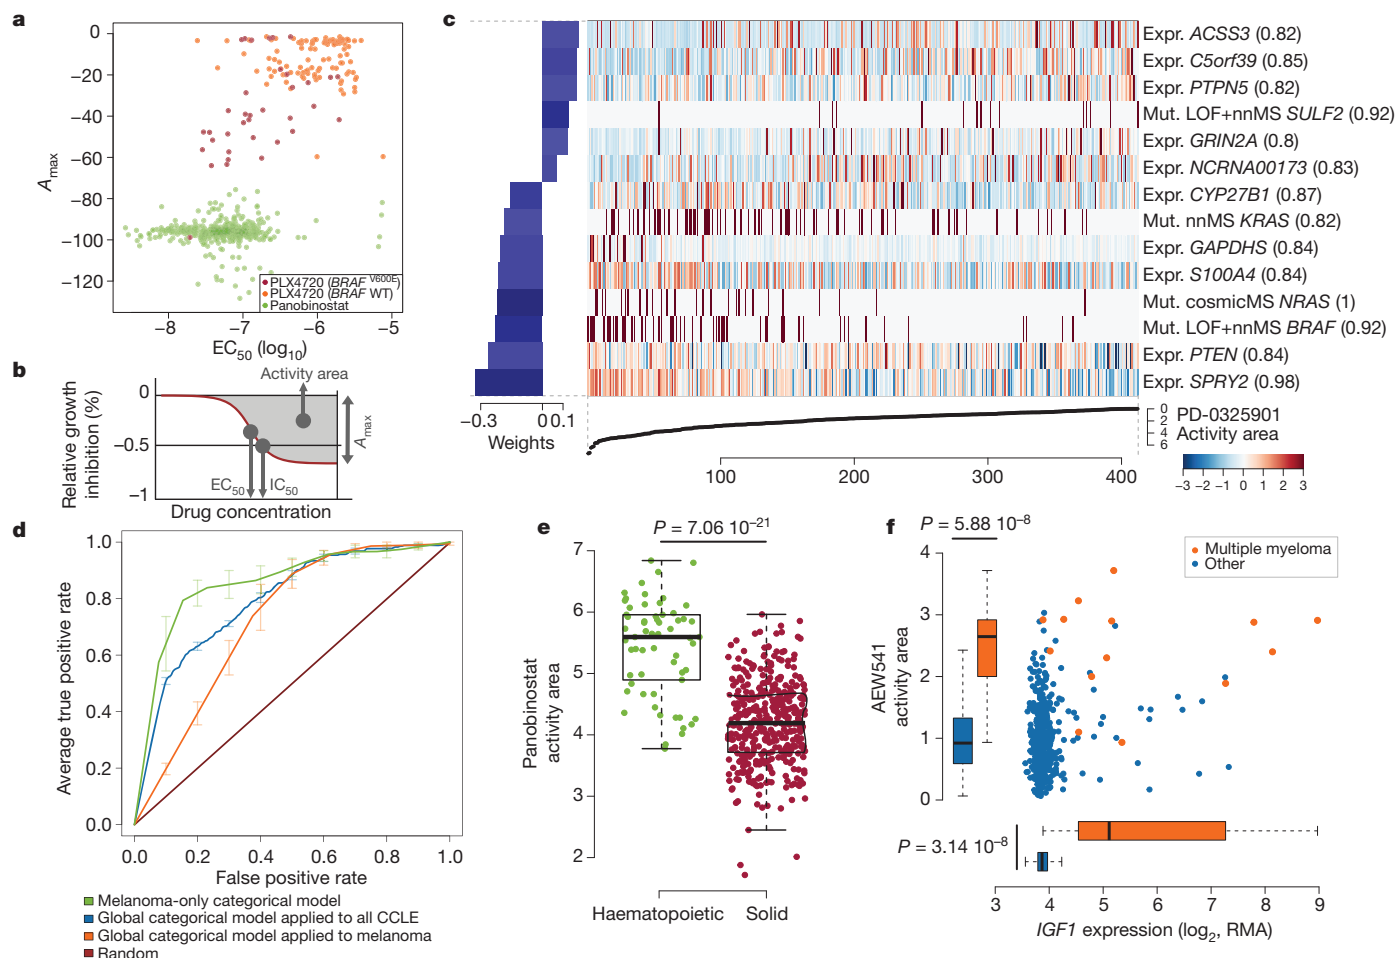 a
0
−20
−40
−60
−80
−100
−120
A max
PLX4720 (BRAF V600E)
PLX4720 (BRAF WT)
Panobinostat
−8 −7 −6 −5
EC50 (log10)
b
Activity area
0
−0.5
−1
Relative growth
inhibition (%)
A max
EC50 IC50
Drug concentration
c
Expr. ACSS3 (0.82)
Expr. C5orf39 (0.85)
Expr. PTPN5 (0.82)
Mut. LOF+nnMS SULF2 (0.92)
Expr. GRIN2A (0.8)
Expr. NCRNA00173 (0.83)
Expr. CYP27B1 (0.87)
Mut. nnMS KRAS (0.82)
Expr. GAPDHS (0.84)
Expr. S100A4 (0.84)
Mut. cosmicMS NRAS (1)
Mut. LOF+nnMS BRAF (0.92)
Expr. PTEN (0.84)
Expr. SPRY2 (0.98)
−0.3 0 0.1
Weights
0
2
4
6
PD-0325901
Activity area
100 200 300 400
−3 −2 −1 0 1 2 3
d
1.0
0.8
0.6
0.4
0.2
0.0
Average true positive rate
0.0 0.2 0.4 0.6 0.8 1.0
False positive rate
Melanoma-only categorical model
Global categorical model applied to all CCLE
Global categorical model applied to melanoma
Random
e
P = 7.06 10−21
7
6
5
4
3
2
Panobinostat
activity area
Haematopoietic Solid
f
P = 5.88 10−8
Multiple myeloma
Other
4
3
2
1
0
AEW541
activity area
P = 3.14 10−8
3 4 5 6 7 8 9
IGF1 expression (log2, RMA)